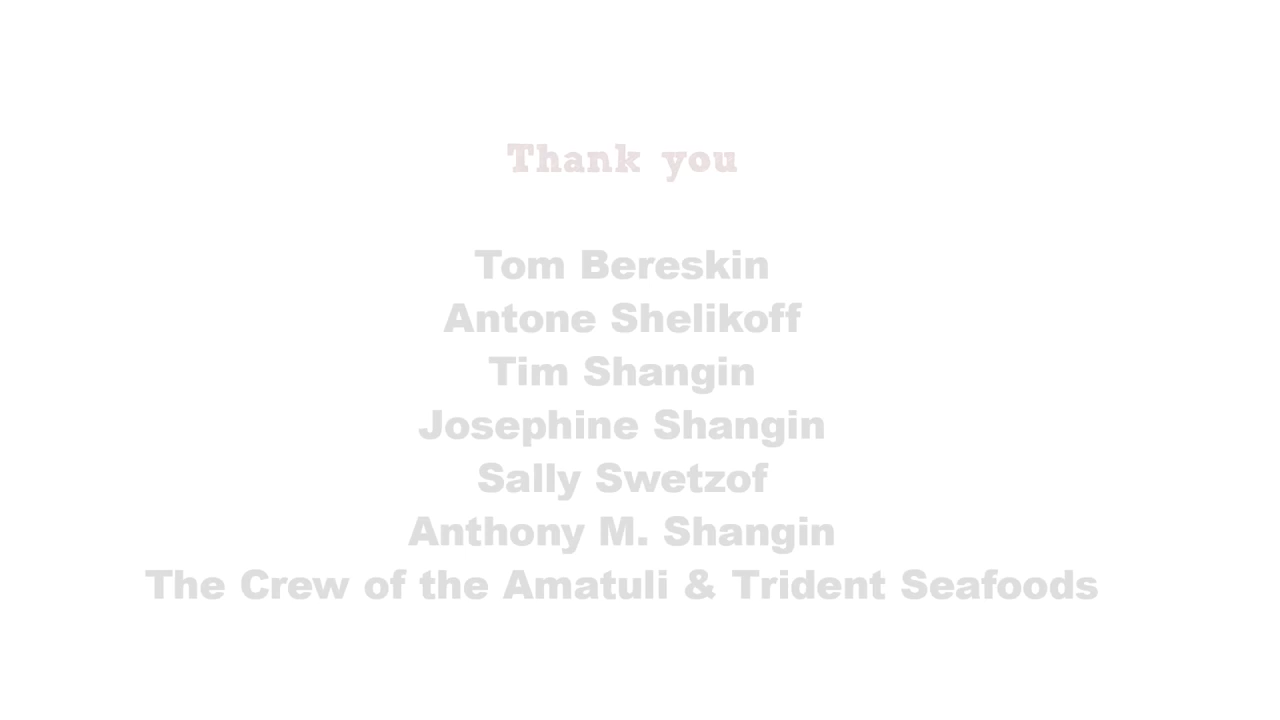 Thank you
Tom Bereskin
Antone Shelikoff
Tim Shangin
Josephine Shangin
Sally Swetzof
Anthony M. Shangin
The Crew of the Amatuli & Trident Seafoods